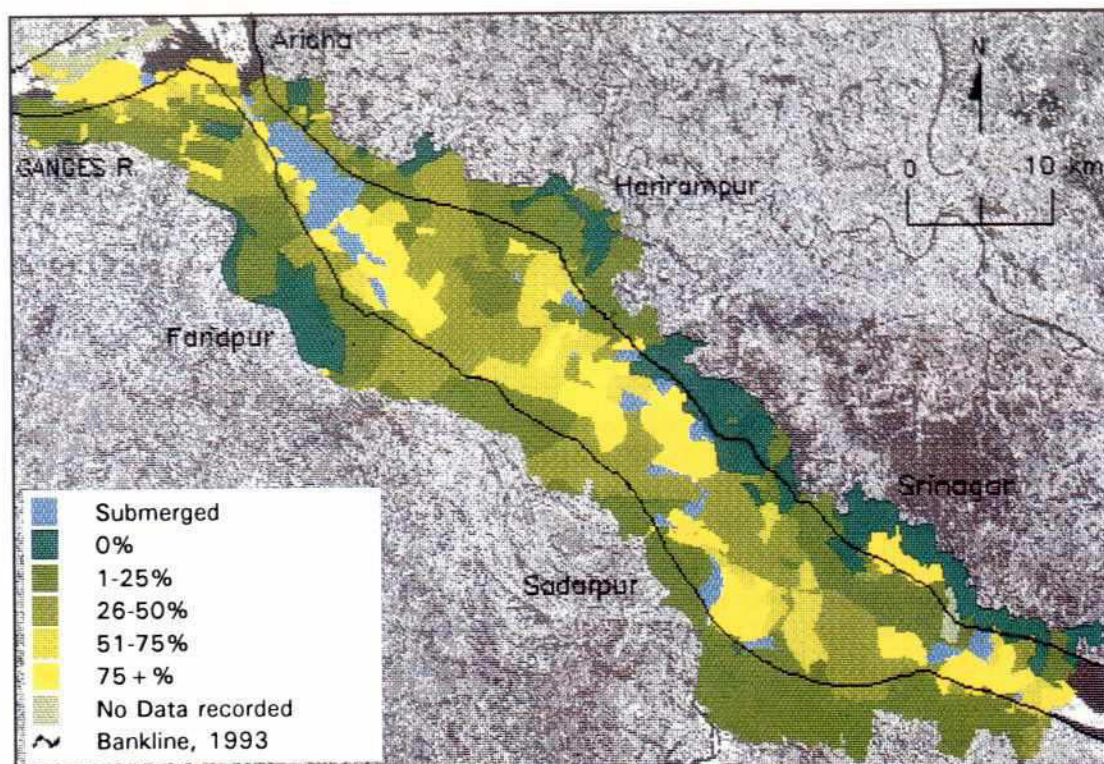 Aricha
N
GANGES R.
Harirampur
0 10 km
Faridpur
Srinagar
Sadarpur
Submerged
0%
1-25%
26-50%
51-75%
75 + %
No Data recorded
Bankline, 1993